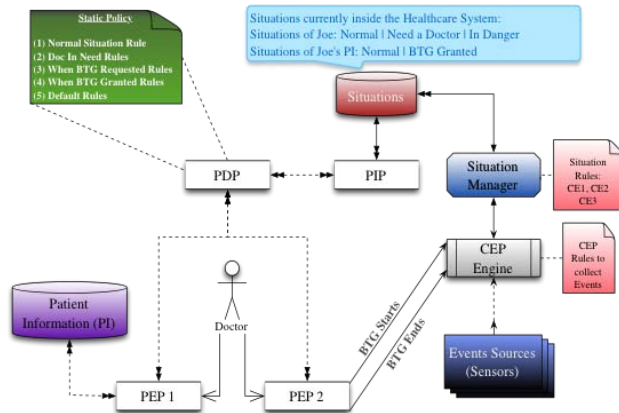 Static Policy
(1) Normal Situation Rule
(2) Doc In Need Rules
(3) When BTG Requested Rules
(4) When BTG Granted Rules
(5) Default Rules
Situations currently inside the Healthcare System:
Situations of Joe: Normal | Need a Doctor | In Danger
Situations of Joe's PI: Normal | BTG Granted
Situations
PDP
PIP
Situation
Manager
Situation
Rules:
CE1, CE2
CE3
CEP
Engine
CEP
Rules to
collect
Events
Patient
Information (PI)
Doctor
BTG Starts
BTG Ends
Events Sources
(Sensors)
PEP 1
PEP 2